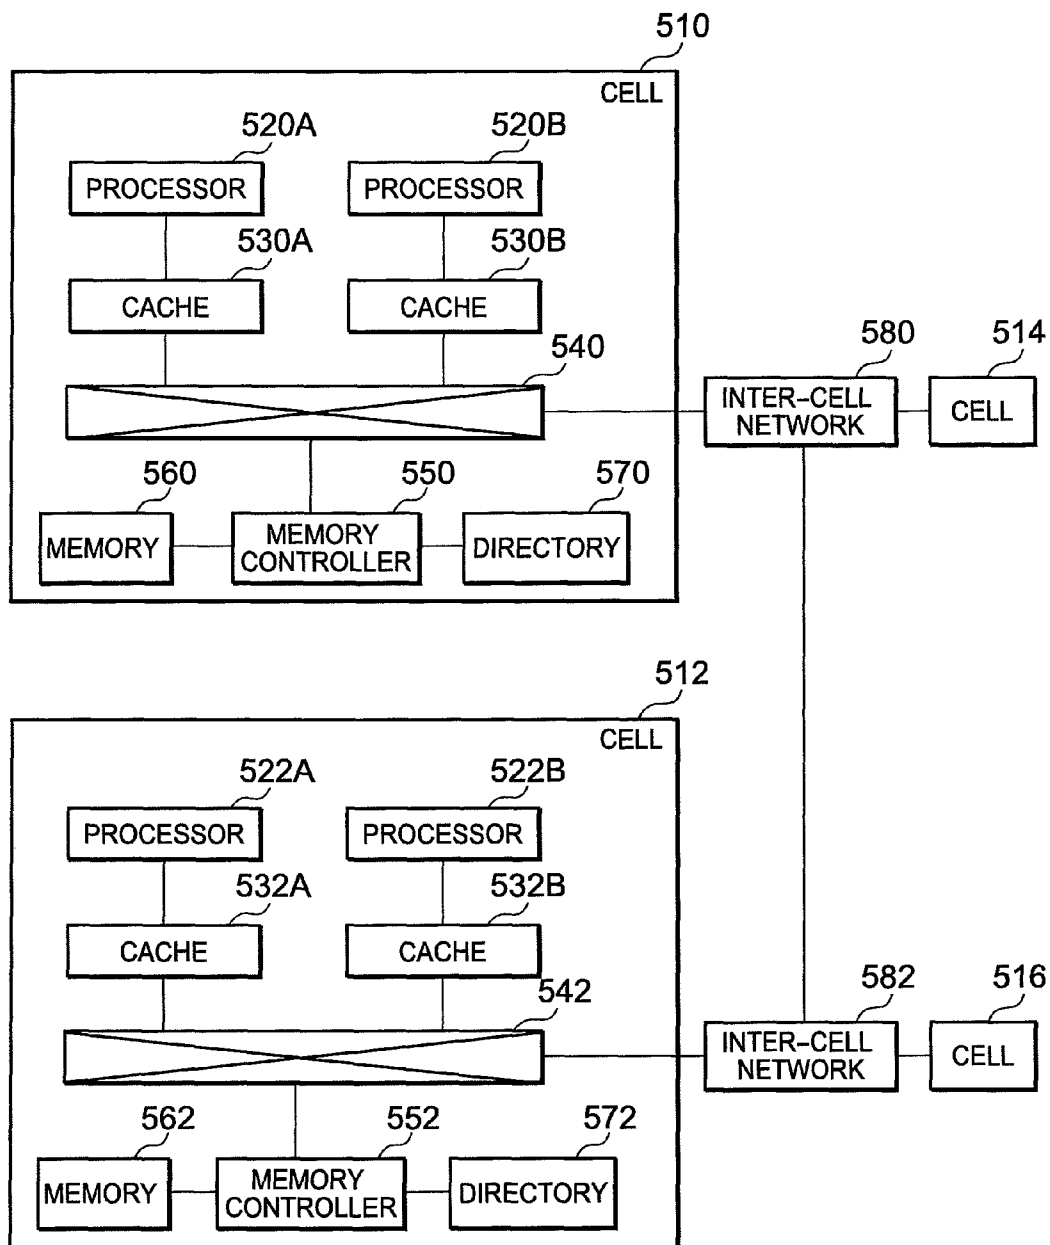 510
CELL
520A
520B
PROCESSOR
PROCESSOR
530A
530B
CACHE
CACHE
540
580
514
INTER-CELL
NETWORK
CELL
560
550
570
MEMORY
MEMORY
CONTROLLER
DIRECTORY
512
CELL
522A
522B
PROCESSOR
PROCESSOR
532A
532B
CACHE
CACHE
542
582
516
INTER-CELL
NETWORK
CELL
562
552
572
MEMORY
MEMORY
CONTROLLER
DIRECTORY